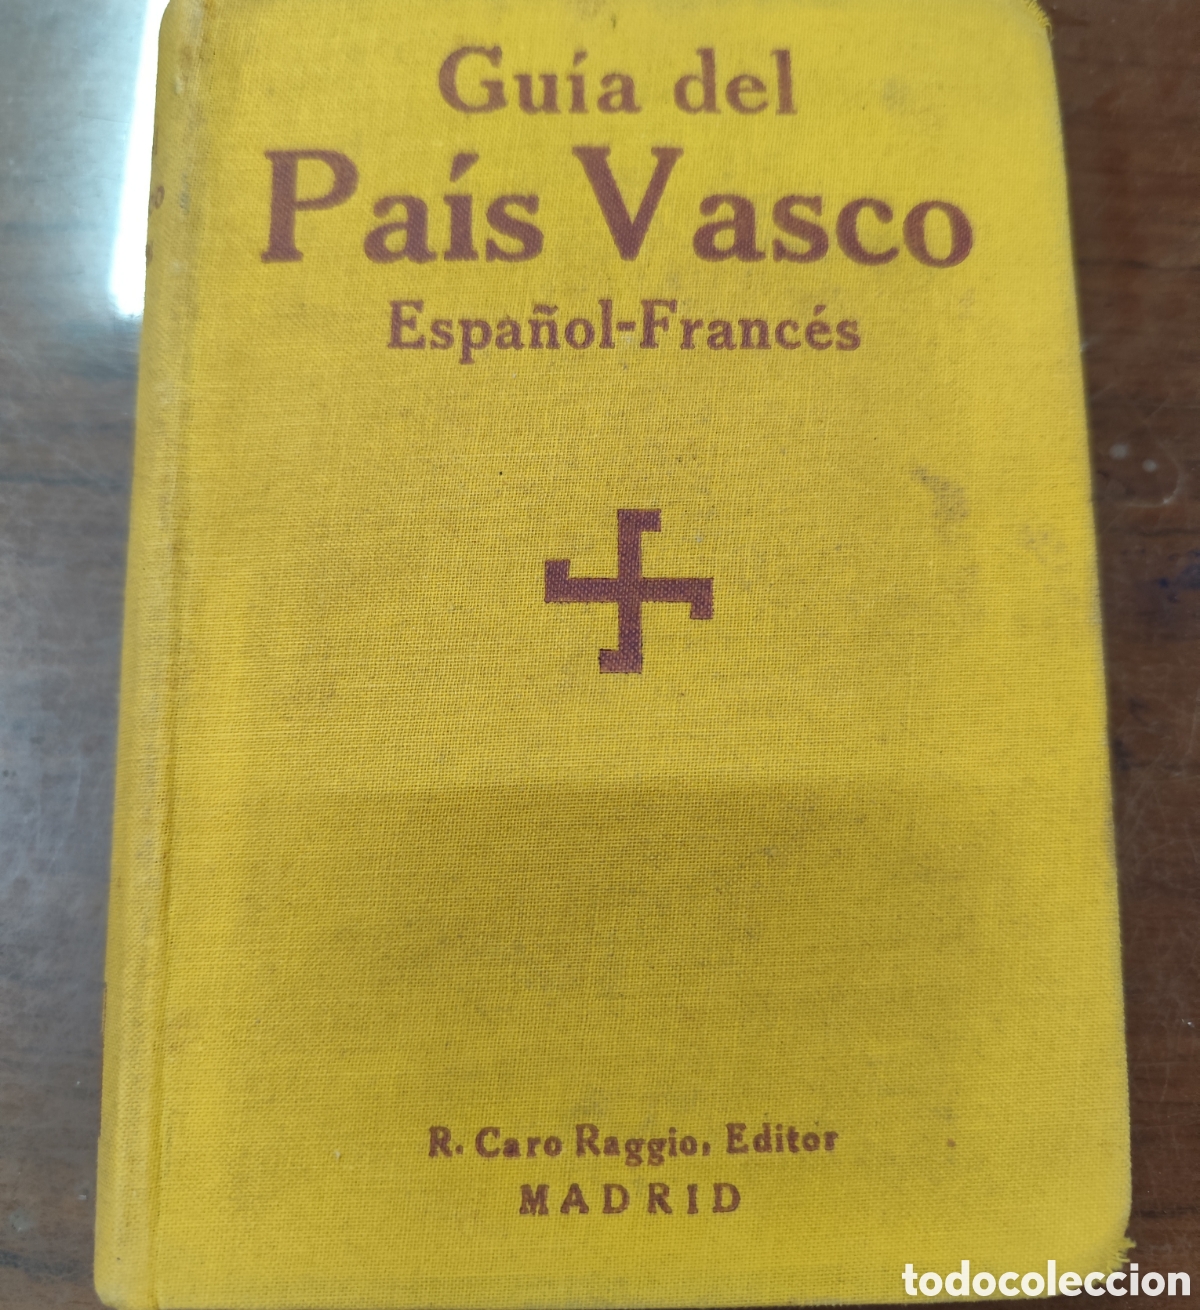 Guía del
País Vasco
Español-Francés
R. Caro Raggio, Editor
MADRID
todocoleccion